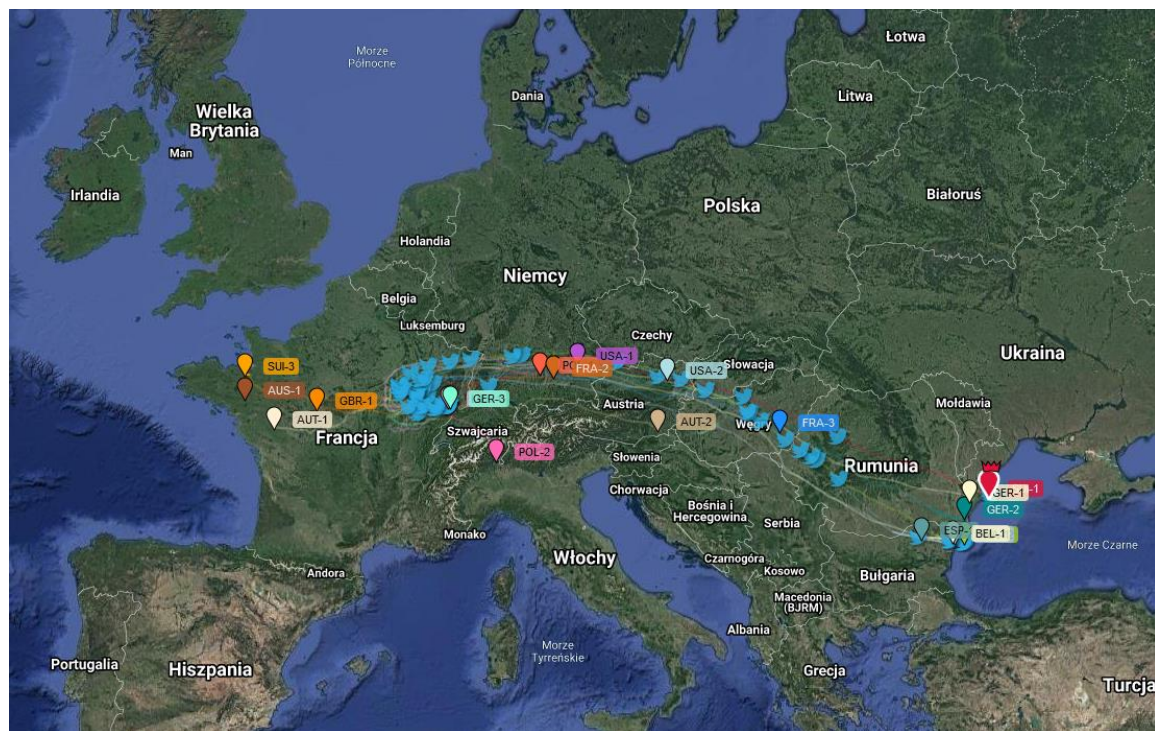 Łotwa
Morze
Północne
Dania
Litwa
Wielka
Brytania
Man
Irlandia
Białoruś
Polska
Holandia
Niemcy
Belgia
Luksemburg
Czechy
Ukraina
SUI-3
USA-1
FRA-2
USA-2
Słowacja
AUS-1
GBR-1
GER-3
Austria
Mołdawia
AUT-1
AUT-2
Węgry
FRA-3
Francja
Szwajcaria
POL-2
Słowenia
Rumunia
Chorwacja
GER-1
-1
GER-2
Bośnia i
Hercegowina
Serbia
ESP-
BEL-1
Monako
Włochy
Czarnogóra
Kosowo
Bułgaria
Morze Czarne
Andora
Macedonia
(BJRM)
Albania
Morze
Tyrreńskie
Portugalia
Hiszpania
Grecja
Turcja